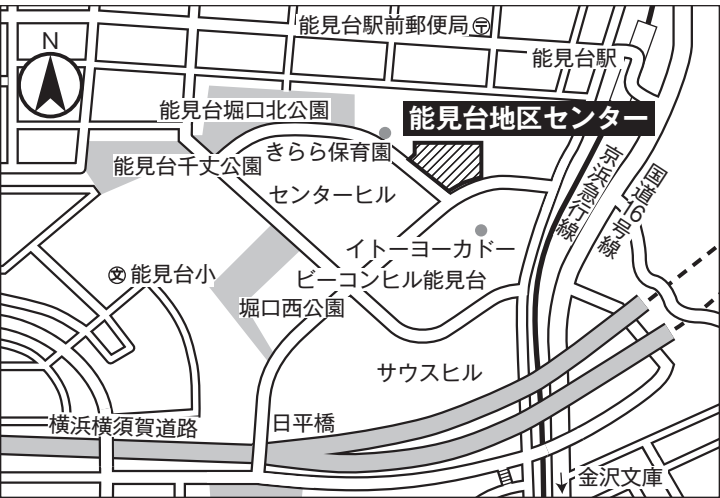 能見台駅前郵便局〒
N
能見台駅
能見台堀口北公園
能見台地区センター
きらら保育園
能見台千丈公園
京浜急行線
国道16号線
センターヒル
イトーヨーカドー
文 能見台小
ビーコンヒル能見台
堀口西公園
サウスヒル
横浜横須賀道路
日平橋
↓金沢文庫